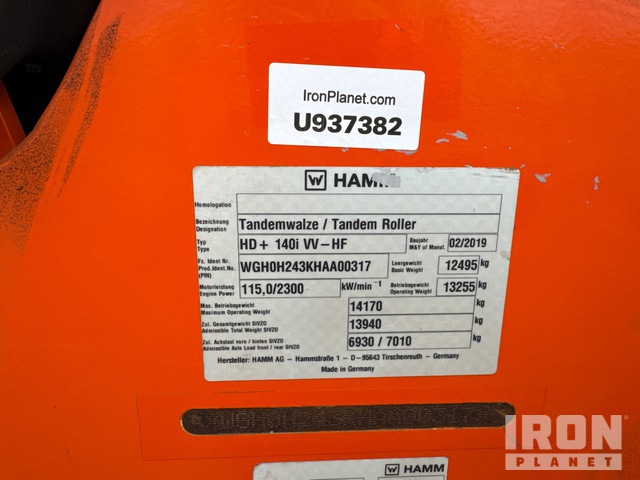 IronPlanet.com
U937382
HAMM
Homologation
Bezeichnung
Designation
Tandemwalze / Tandem Roller
Typ
Type
HD+ 140i VV-HF
Baujahr
M&Y of Manuf.
02/2019
Fz. Ident Nr.
Prod.Ident.No.
(PIN)
WGH0H243KHAA00317
Leergewicht
Basic Weight
12495 kg
Motorleistung
Engine Power
115,0/2300 kW/min -1
Betriebsgewicht
Operating Weight
13255 kg
Max. Betriebsgewicht
Maximum Operating Weight
14170 kg
Zul. Gesamtgewicht StVZO
Admissible Total Weight StVZO
13940 kg
Zul. Achslast vorn / hinten StVZO
Admissible Axle Load front / rear StVZO
6930 / 7010 kg
Hersteller: HAMM AG - Hammstraße 1 - D-95643 Tirschenreuth - Germany
Made in Germany
HAMM
IRON
PLANET